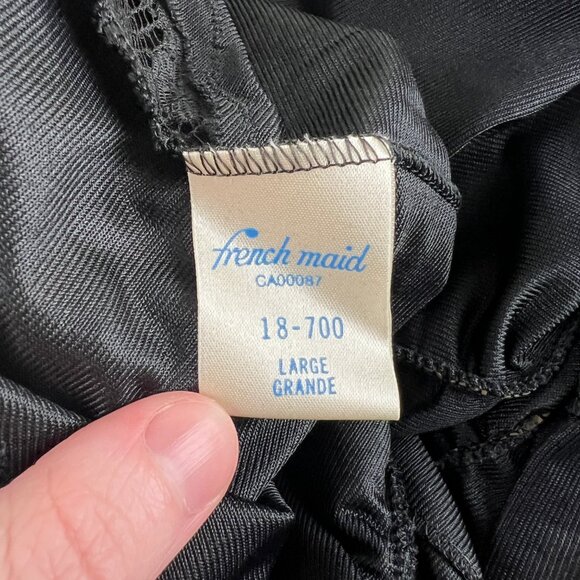 french maid
CA00087
18-700
LARGE
GRANDE